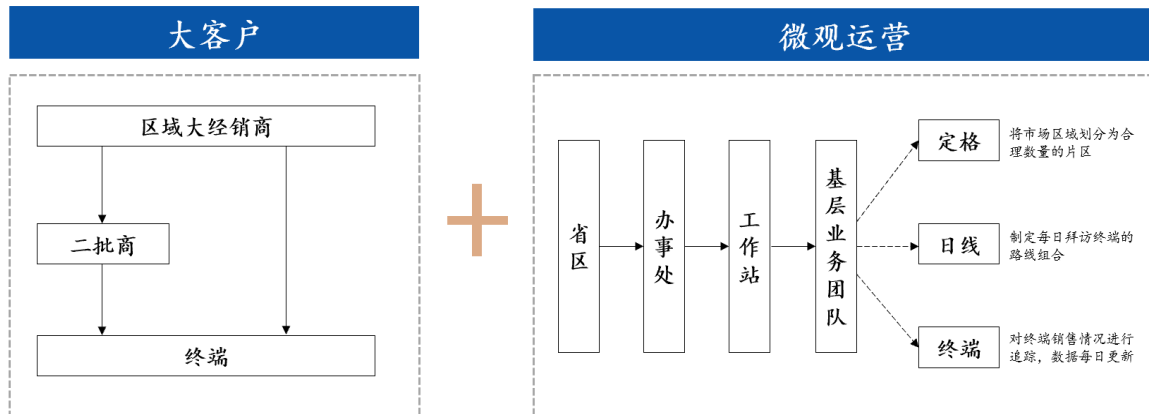 大客户
区域大经销商
二批商
终端
微观运营
省区
办事处
工作站
基层业务团队
定格
将市场区域划分为合
理数量的片区
日线
制定每日拜访终端的
路线组合
终端
对终端销售情况进行
追踪，数据每日更新